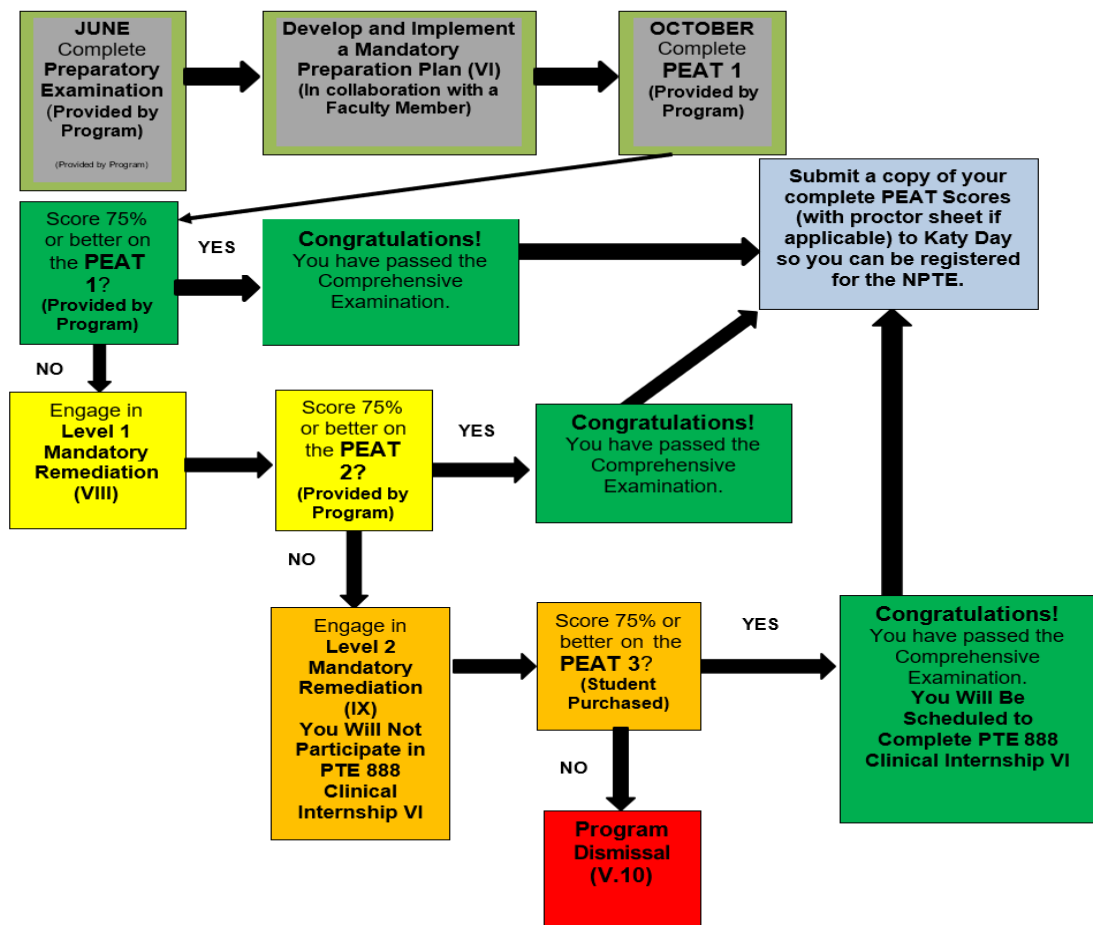 JUNE
Complete
Preparatory
Examination
(Provided by
Program)
(Provided by Program)
Develop and Implement
a Mandatory
Preparation Plan (VI)
(In collaboration with a
Faculty Member)
OCTOBER
Complete
PEAT 1
(Provided by
Program)
Submit a copy of your
complete PEAT Scores
(with proctor sheet if
applicable) to Katy Day
so you can be registered
for the NPTE.
Score 75%
or better on
the PEAT
1?
(Provided by
Program)
YES
Congratulations!
You have passed the
Comprehensive
Examination.
NO
Engage in
Level 1
Mandatory
Remediation
(VIII)
Score 75%
or better on
the PEAT
2?
(Provided by
Program)
YES
Congratulations!
You have passed the
Comprehensive
Examination.
NO
Engage in
Level 2
Mandatory
Remediation
(IX)
You Will Not
Participate in
PTE 888
Clinical
Internship VI
Score 75% or
better on the
PEAT 3?
(Student
Purchased)
YES
Congratulations!
You have passed the
Comprehensive
Examination.
You Will Be
Scheduled to
Complete PTE 888
Clinical Internship VI
NO
Program
Dismissal
(V.10)